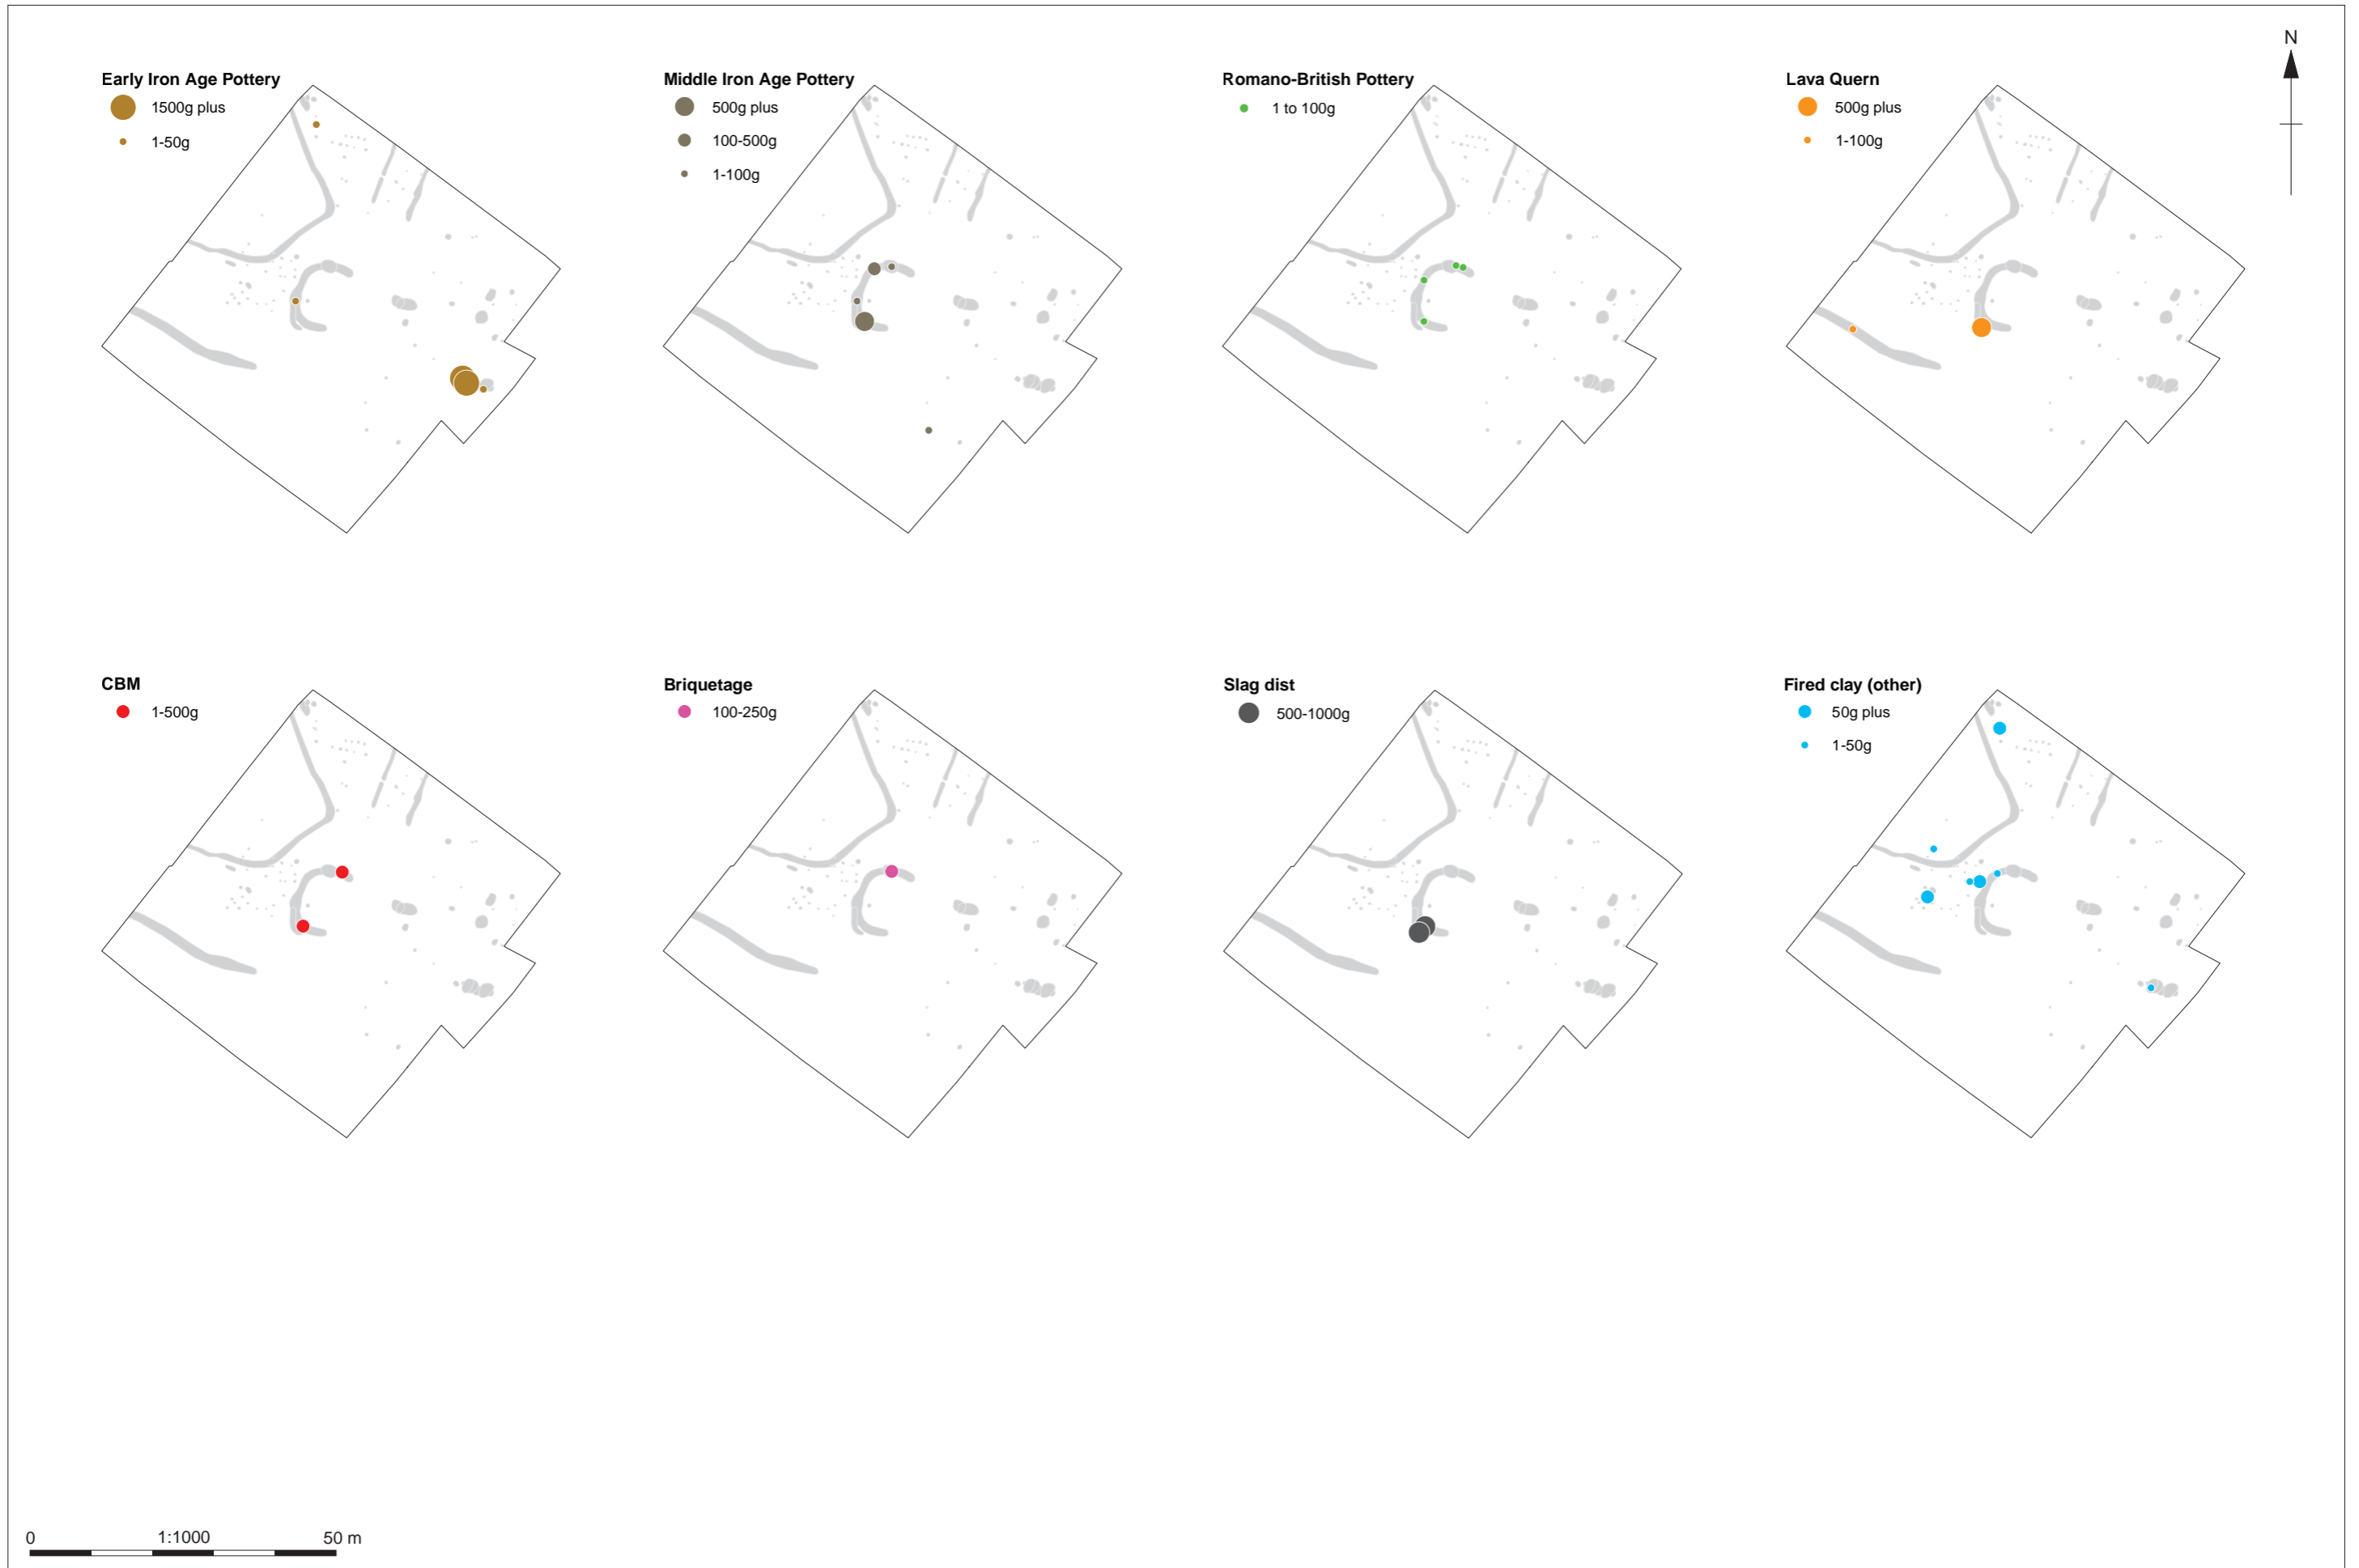 N
Early Iron Age Pottery
1500g plus
1-50g
Middle Iron Age Pottery
500g plus
100-500g
1-100g
Romano-British Pottery
1 to 100g
Lava Quern
500g plus
1-100g
CBM
1-500g
Briquetage
100-250g
Slag dist
500-1000g
Fired clay (other)
50g plus
1-50g
0 1:1000 50 m